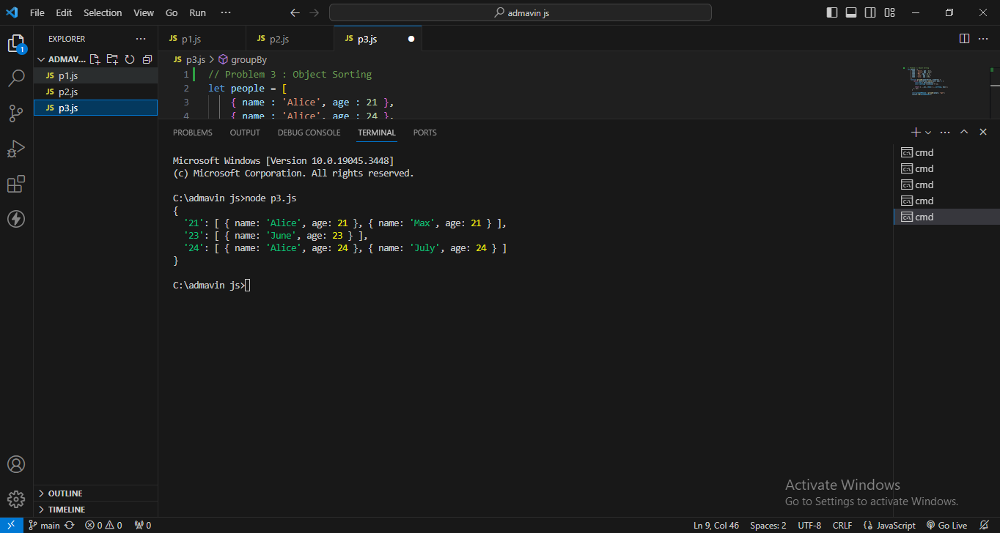 File Edit Selection View Go Run ··· admavin js
EXPLORER ···
ADMAV...
JS p1.js
JS p2.js
JS p3.js
JS p1.js JS p2.js JS p3.js
JS p3.js > groupBy
1 // Problem 3 : Object Sorting
2 let people = [
3 { name : 'Alice', age : 21 },
4 { name : 'Alice', age : 24 },
PROBLEMS OUTPUT DEBUG CONSOLE TERMINAL PORTS
Microsoft Windows [Version 10.0.19045.3448]
(c) Microsoft Corporation. All rights reserved.
C:\admavin js>node p3.js
{
'21': [ { name: 'Alice', age: 21 }, { name: 'Max', age: 21 } ],
'23': [ { name: 'June', age: 23 } ],
'24': [ { name: 'Alice', age: 24 }, { name: 'July', age: 24 } ]
}
C:\admavin js>
cmd
cmd
cmd
cmd
cmd
1
OUTLINE
TIMELINE
Activate Windows
Go to Settings to activate Windows.
main 0 0 0 Ln 9, Col 46 Spaces: 2 UTF-8 CRLF {} JavaScript Go Live